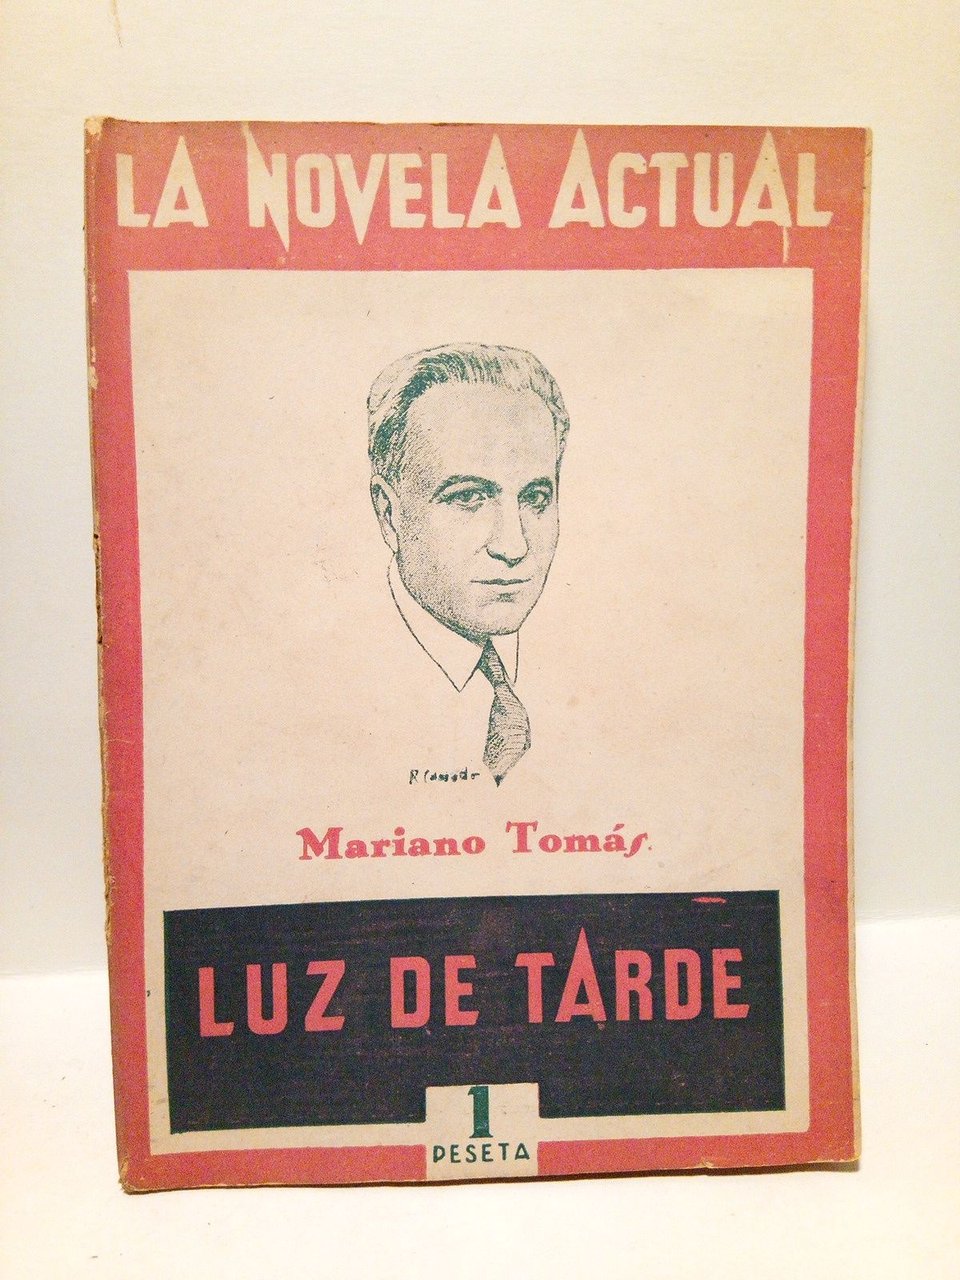 LA NOVELA ACTUAL
Mariano Tomás.
LUZ DE TARDE
1
PESETA